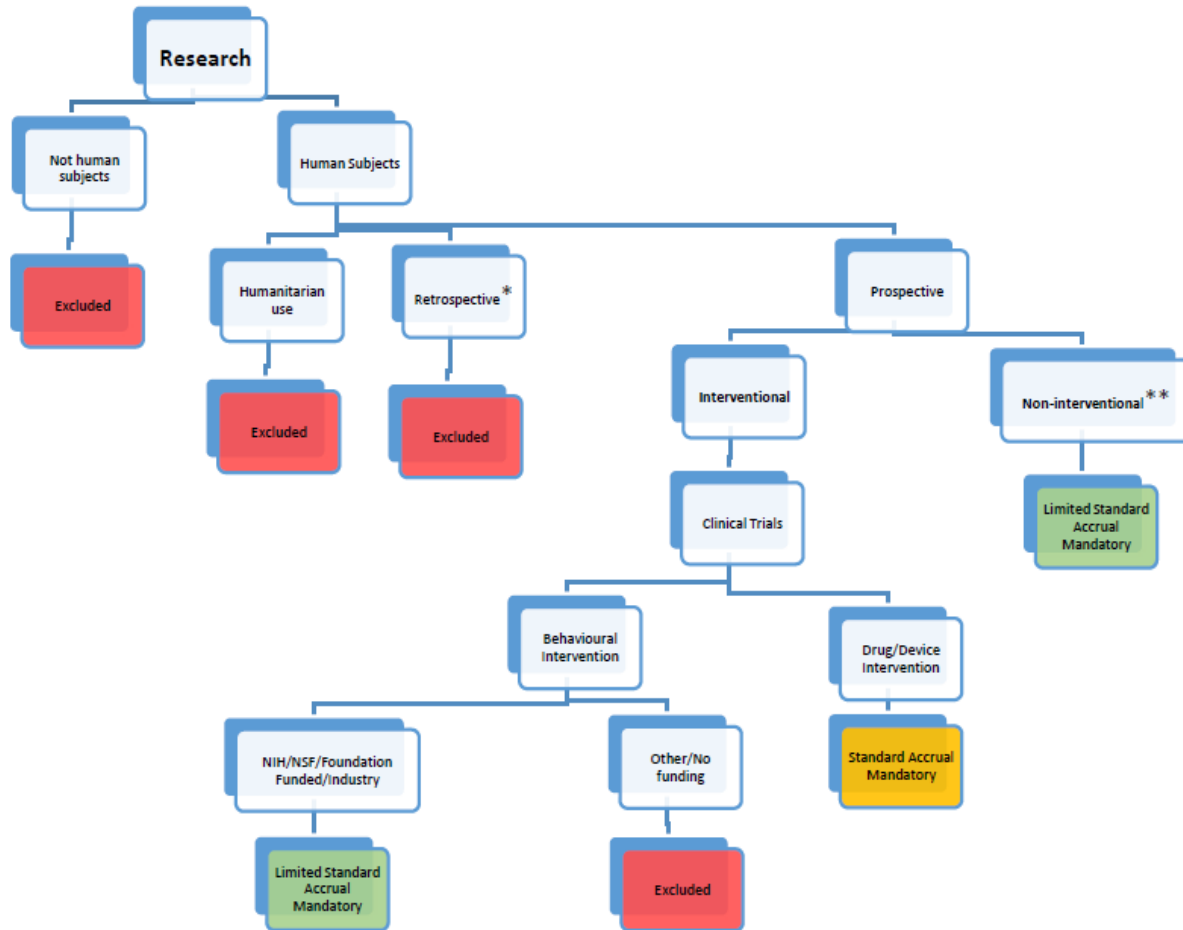 Research
Not human
subjects
Human Subjects
Excluded
Humanitarian
use
Retrospective*
Prospective
Excluded
Excluded
Interventional
Non-interventional**
Clinical Trials
Limited Standard
Accrual
Mandatory
Behavioural
Intervention
Drug/Device
Intervention
NIH/NSF/Foundation
Funded/Industry
Other/No
funding
Standard Accrual
Mandatory
Limited Standard
Accrual
Mandatory
Excluded